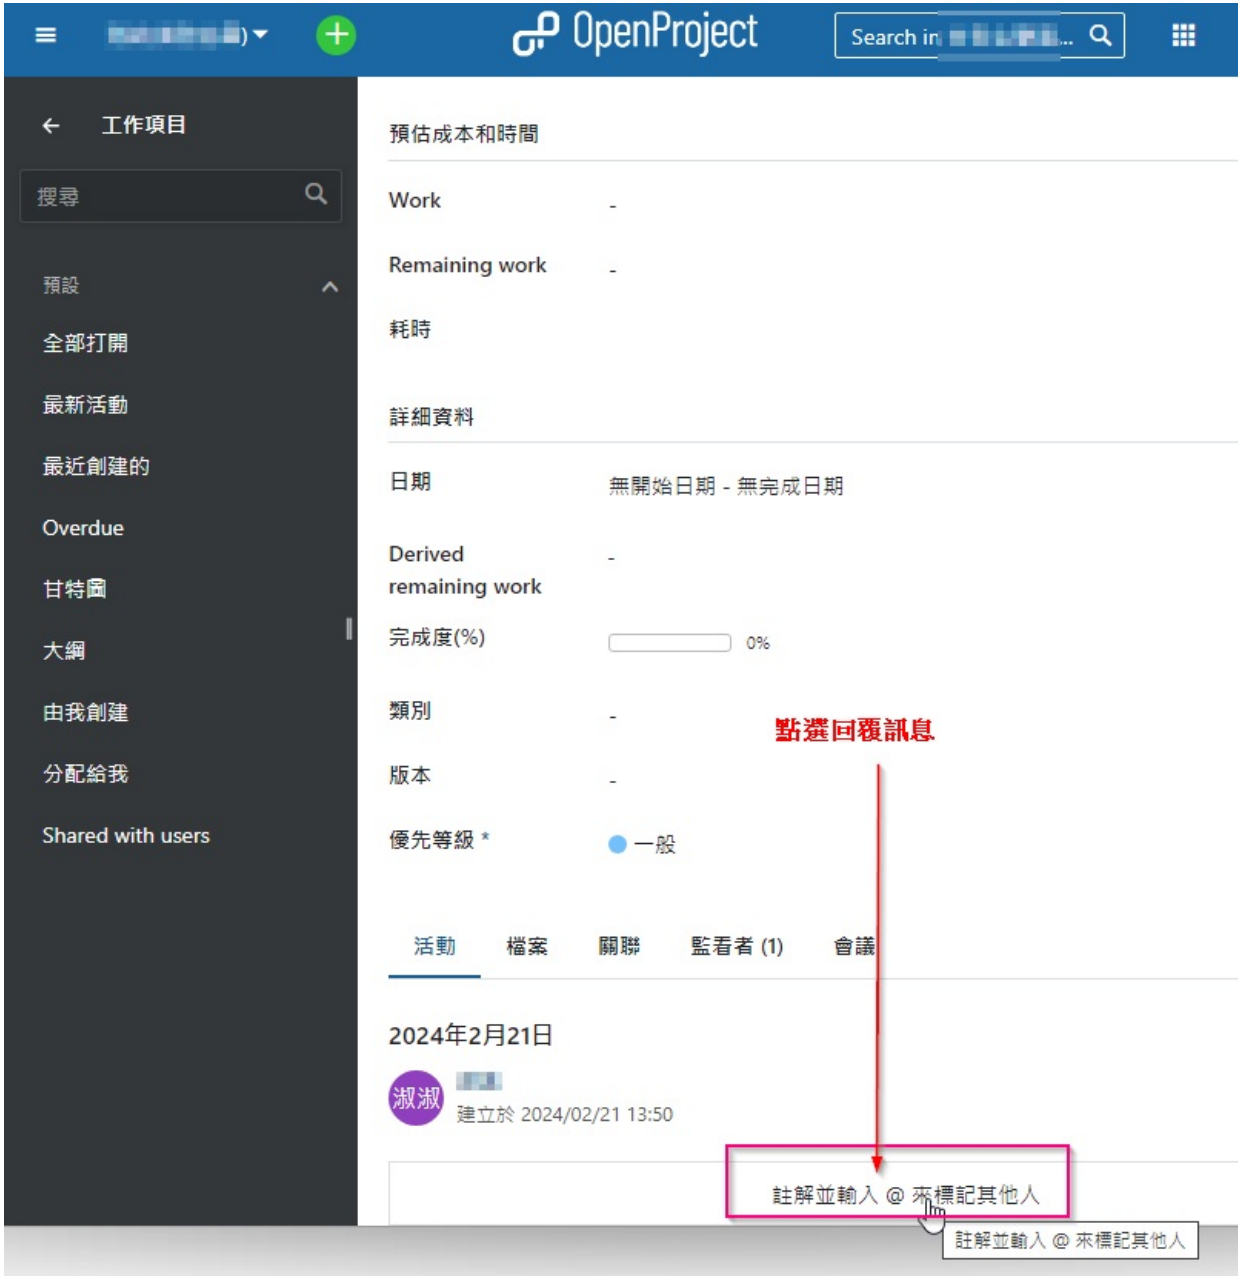 OpenProject
Search in
工作項目
搜尋
預設
全部打開
最新活動
最近創建的
Overdue
甘特圖
大綱
由我創建
分配給我
Shared with users
預估成本和時間
Work -
Remaining work -
耗時
詳細資料
日期 無開始日期 - 無完成日期
Derived -
remaining work
完成度(%) 0%
類別 -
點選回覆訊息
版本 -
優先等級 * 一般
活動 檔案 關聯 監看者 (1) 會議
2024年2月21日
淑淑
建立於 2024/02/21 13:50
註解並輸入 @ 來標記其他人
註解並輸入 @ 來標記其他人